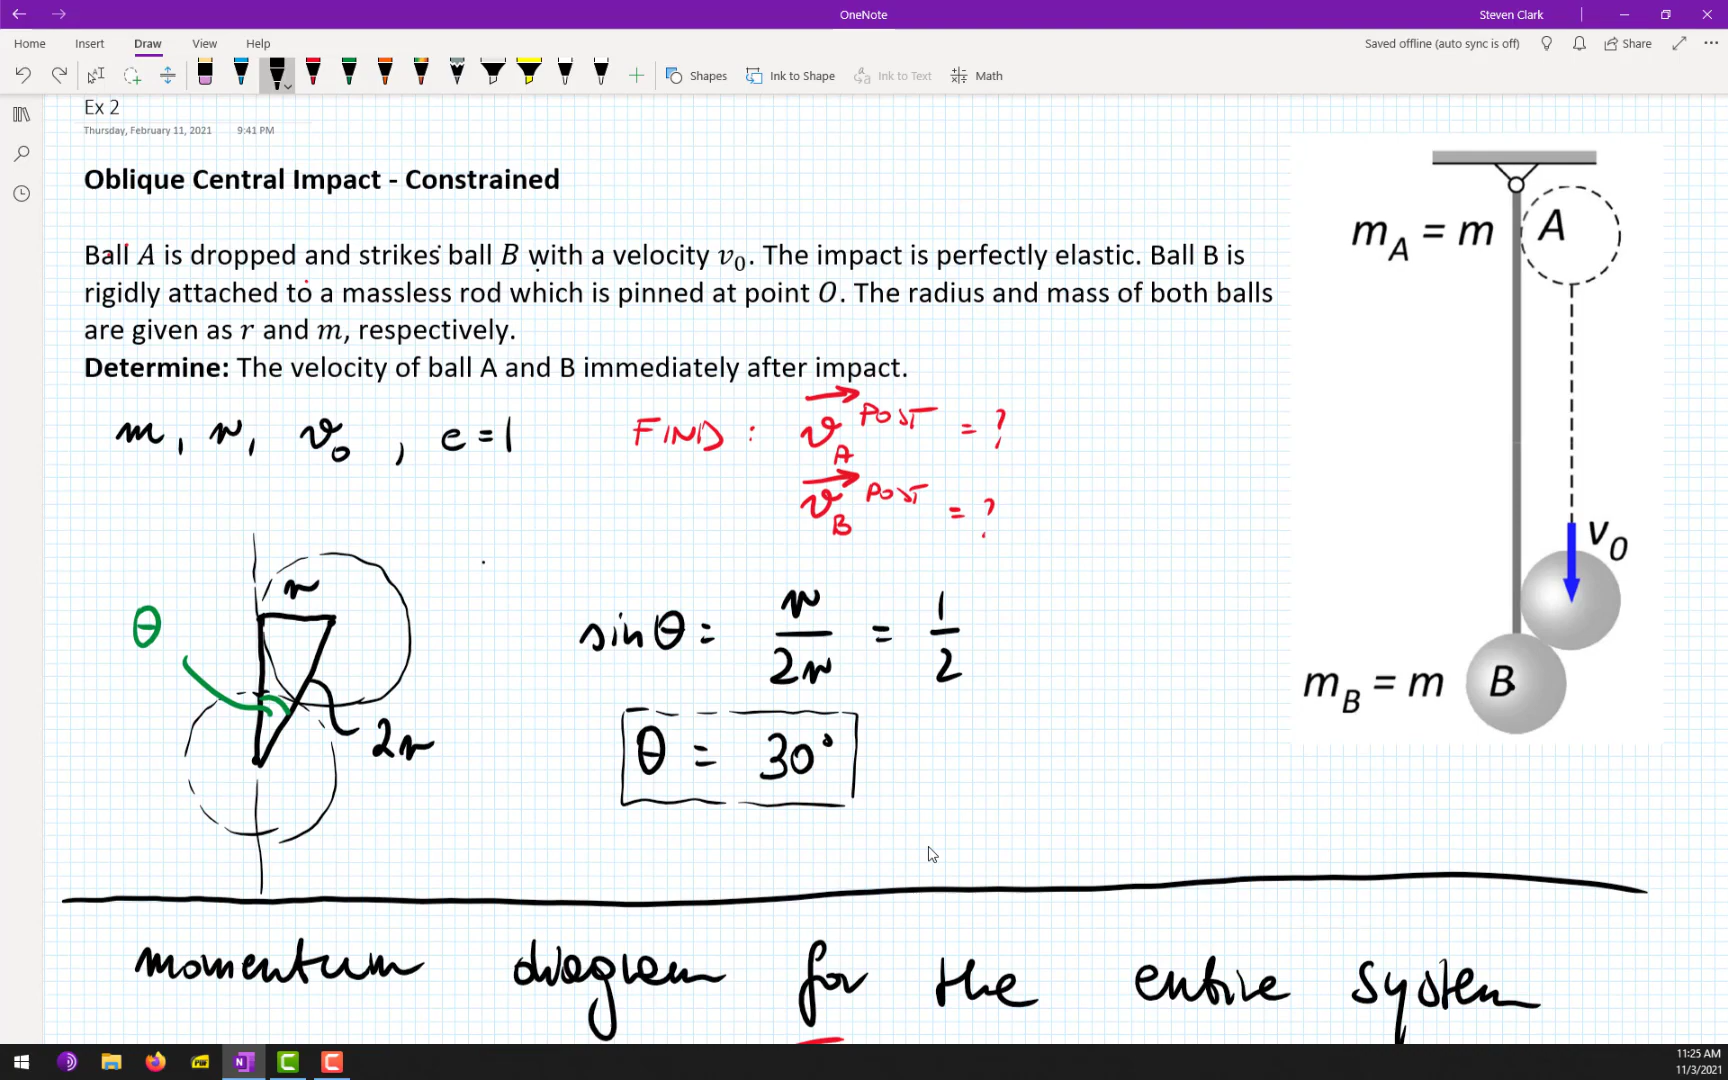 OneNote
Steven Clark
Home Insert Draw View Help
Saved offline (auto sync is off) Share
Shapes Ink to Shape Ink to Text Math
Ex 2
Thursday, February 11, 2021 9:41 PM
Oblique Central Impact - Constrained
Ball A is dropped and strikes ball B with a velocity v₀. The impact is perfectly elastic. Ball B is
rigidly attached to a massless rod which is pinned at point O. The radius and mass of both balls
are given as r and m, respectively.
Determine: The velocity of ball A and B immediately after impact.
m, r, v₀, e = 1
FIND: v_A^POST = ?
v_B^POST = ?
θ
r
2r
sinθ = r/2r = 1/2
θ = 30°
m_A = m
A
v₀
m_B = m
B
momentum diagram for the entire system
11:25 AM
11/3/2021